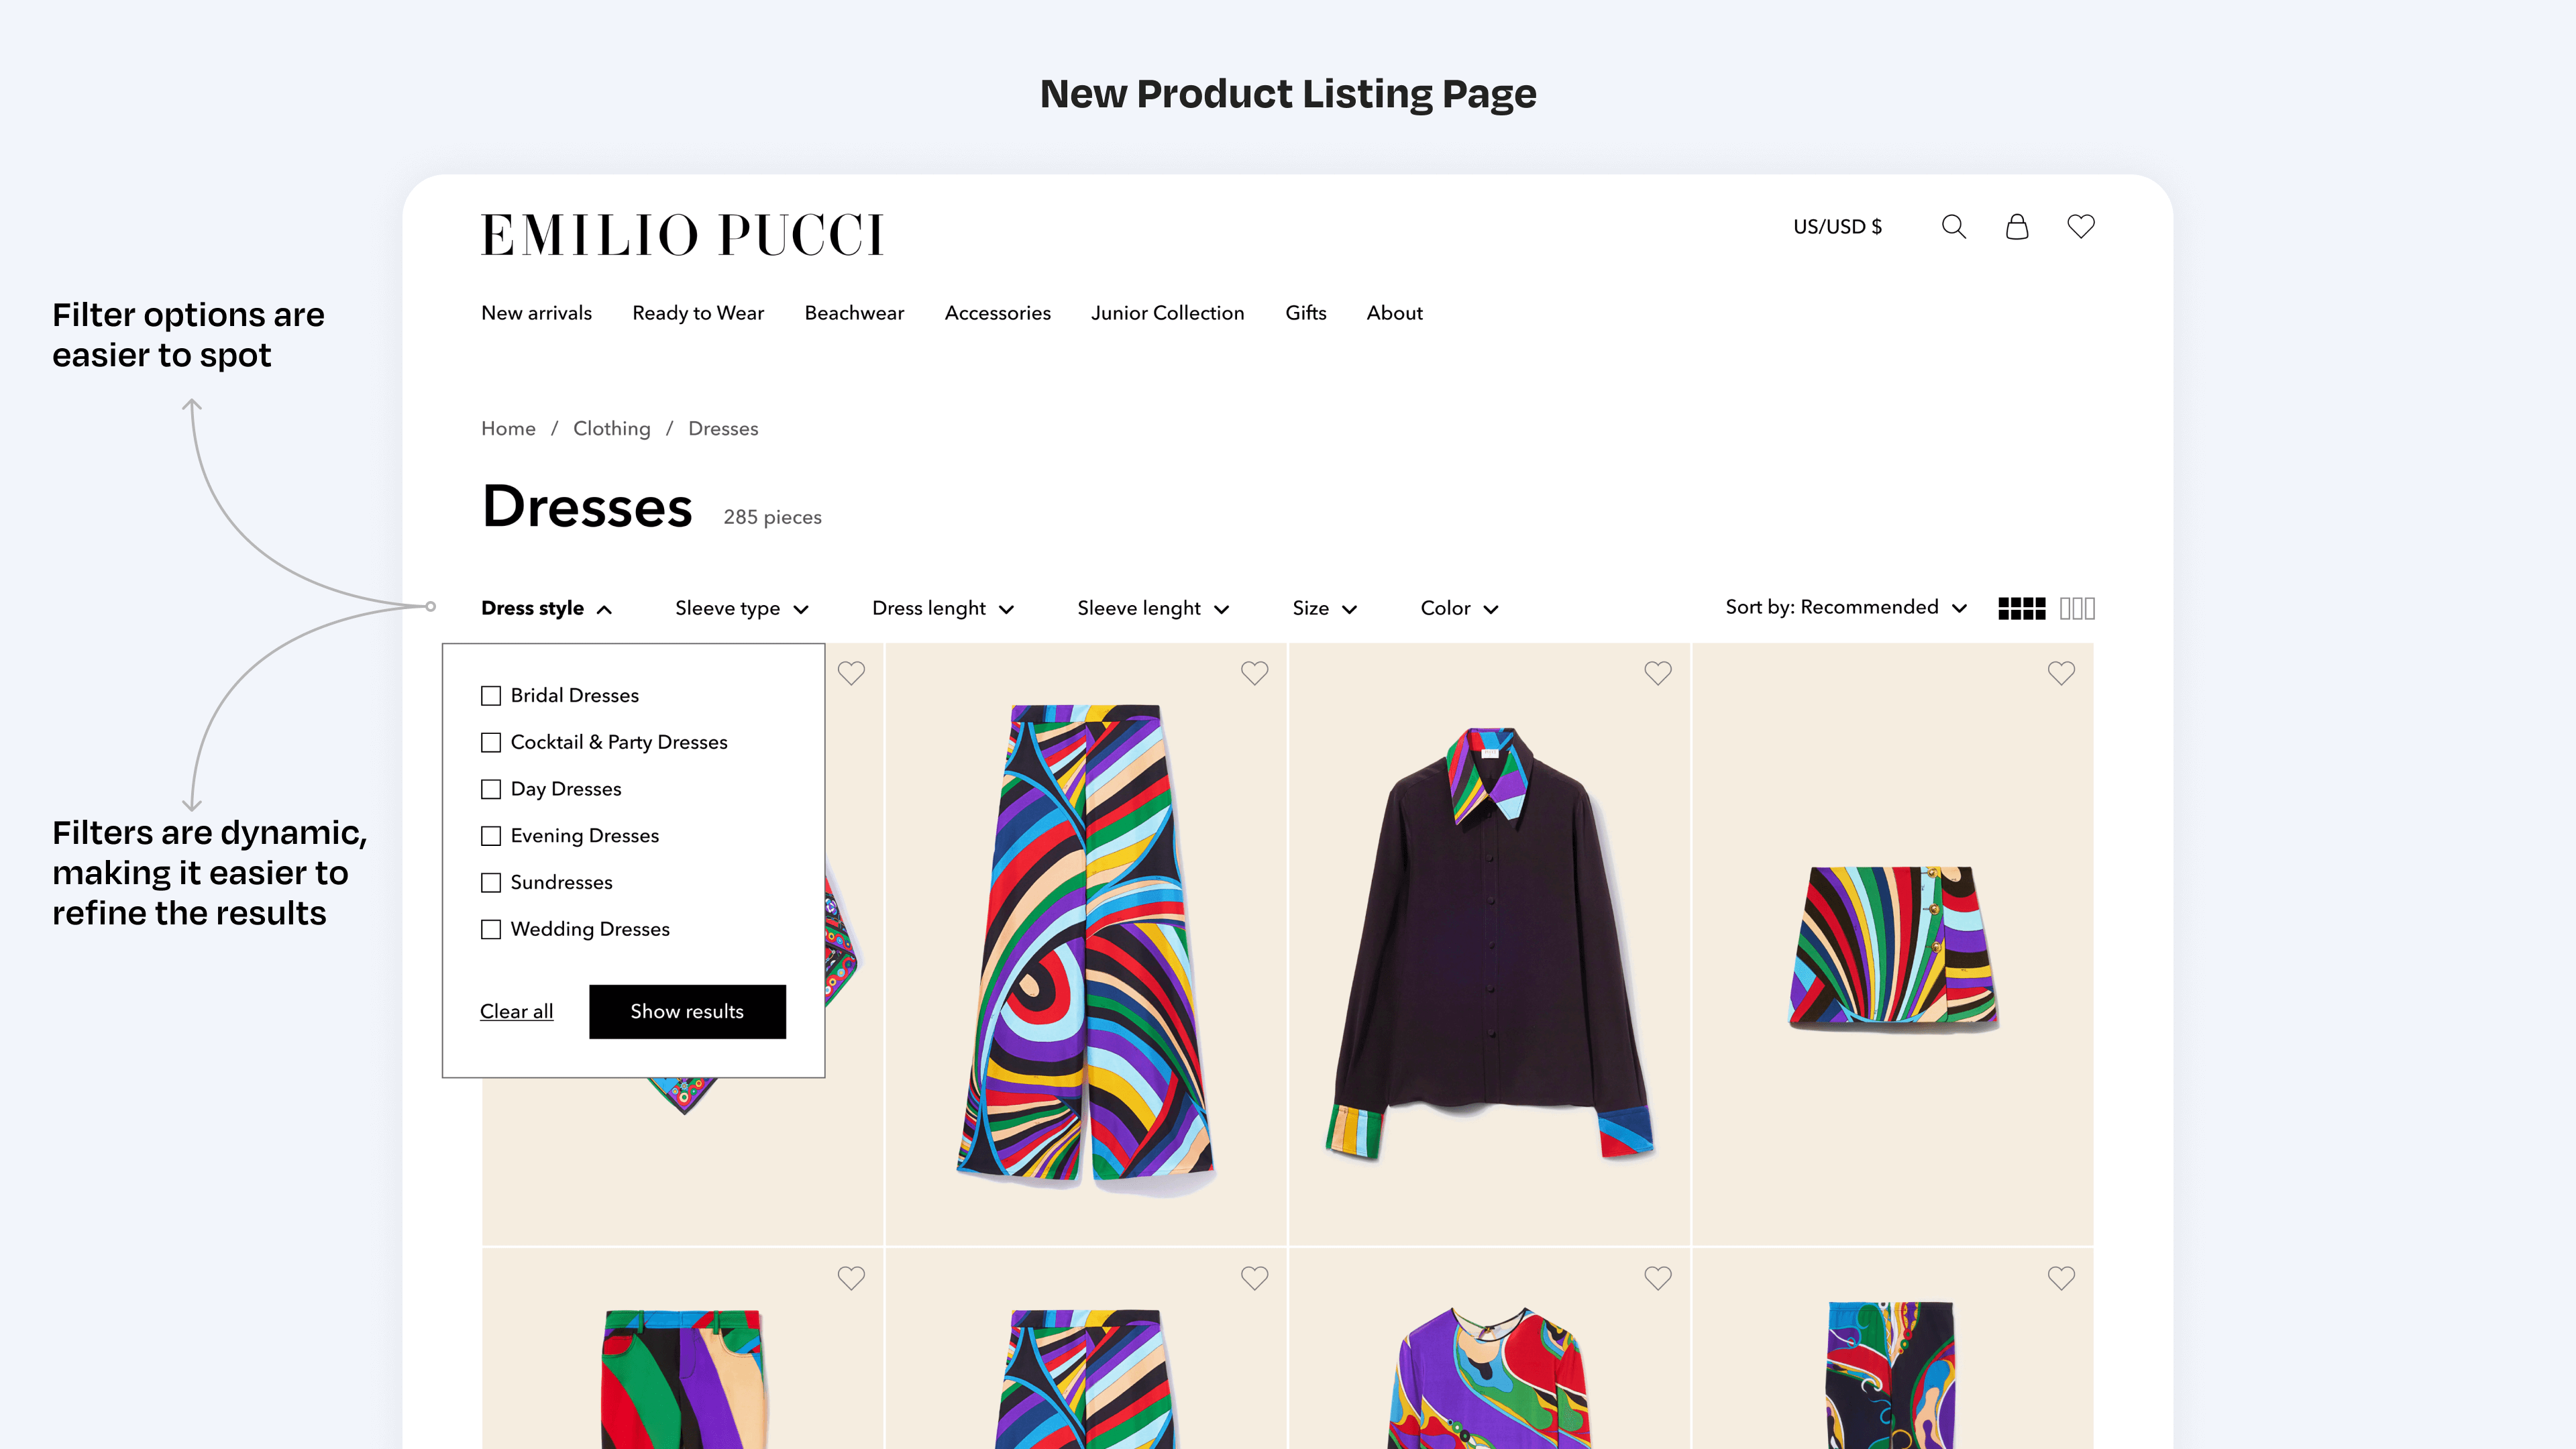 New Product Listing Page
EMILIO PUCCI
US/USD $
New arrivals Ready to Wear Beachwear Accessories Junior Collection Gifts About
Filter options are
easier to spot
Home / Clothing / Dresses
Dresses 285 pieces
Dress style Sleeve type Dress lenght Sleeve lenght Size Color Sort by: Recommended
Bridal Dresses
Cocktail & Party Dresses
Day Dresses
Evening Dresses
Sundresses
Wedding Dresses
Clear all Show results
Filters are dynamic,
making it easier to
refine the results